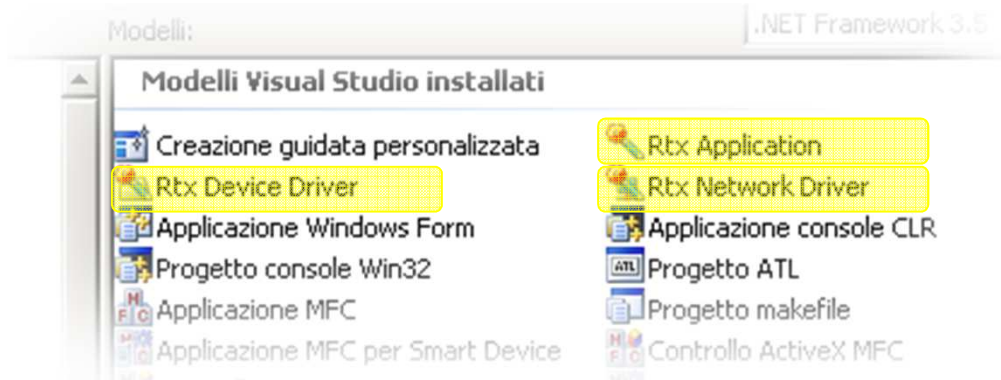 Modelli:
.NET Framework 3.5
Modelli Visual Studio installati
Creazione guidata personalizzata
Rtx Application
Rtx Device Driver
Rtx Network Driver
Applicazione Windows Form
Applicazione console CLR
Progetto console Win32
ATL Progetto ATL
Applicazione MFC
Progetto makefile
Applicazione MFC per Smart Device
Controllo ActiveX MFC